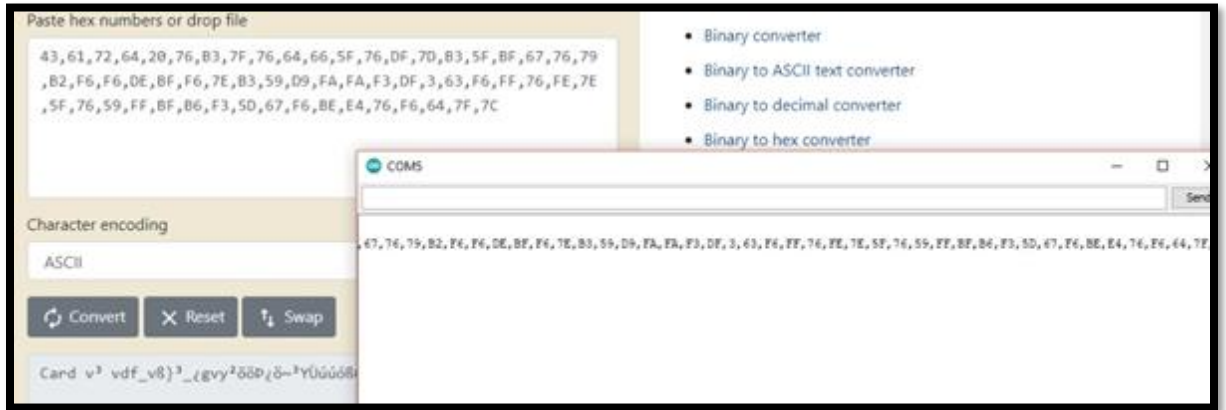 Paste hex numbers or drop file
43,61,72,64,20,76,B3,7F,76,64,66,5F,76,DF,7D,B3,5F,BF,67,76,79
,B2,F6,F6,DE,BF,F6,7E,B3,59,D9,FA,FA,F3,DF,3,63,F6,FF,76,FE,7E
,5F,76,59,FF,BF,B6,F3,5D,67,F6,BE,E4,76,F6,64,7F,7C
Character encoding
ASCII
Convert
Reset
Swap
Card v³ vdf_vß}³_¿gvy²ööÞ¿ö~³YÙúúóß
Binary converter
Binary to ASCII text converter
Binary to decimal converter
Binary to hex converter
COM5
Send
,67,76,79,B2,F6,F6,DE,BF,F6,7E,B3,59,D9,FA,FA,F3,DF,3,63,F6,FF,76,FE,7E,5F,76,59,FF,BF,B6,F3,5D,67,F6,BE,E4,76,F6,64,7F,